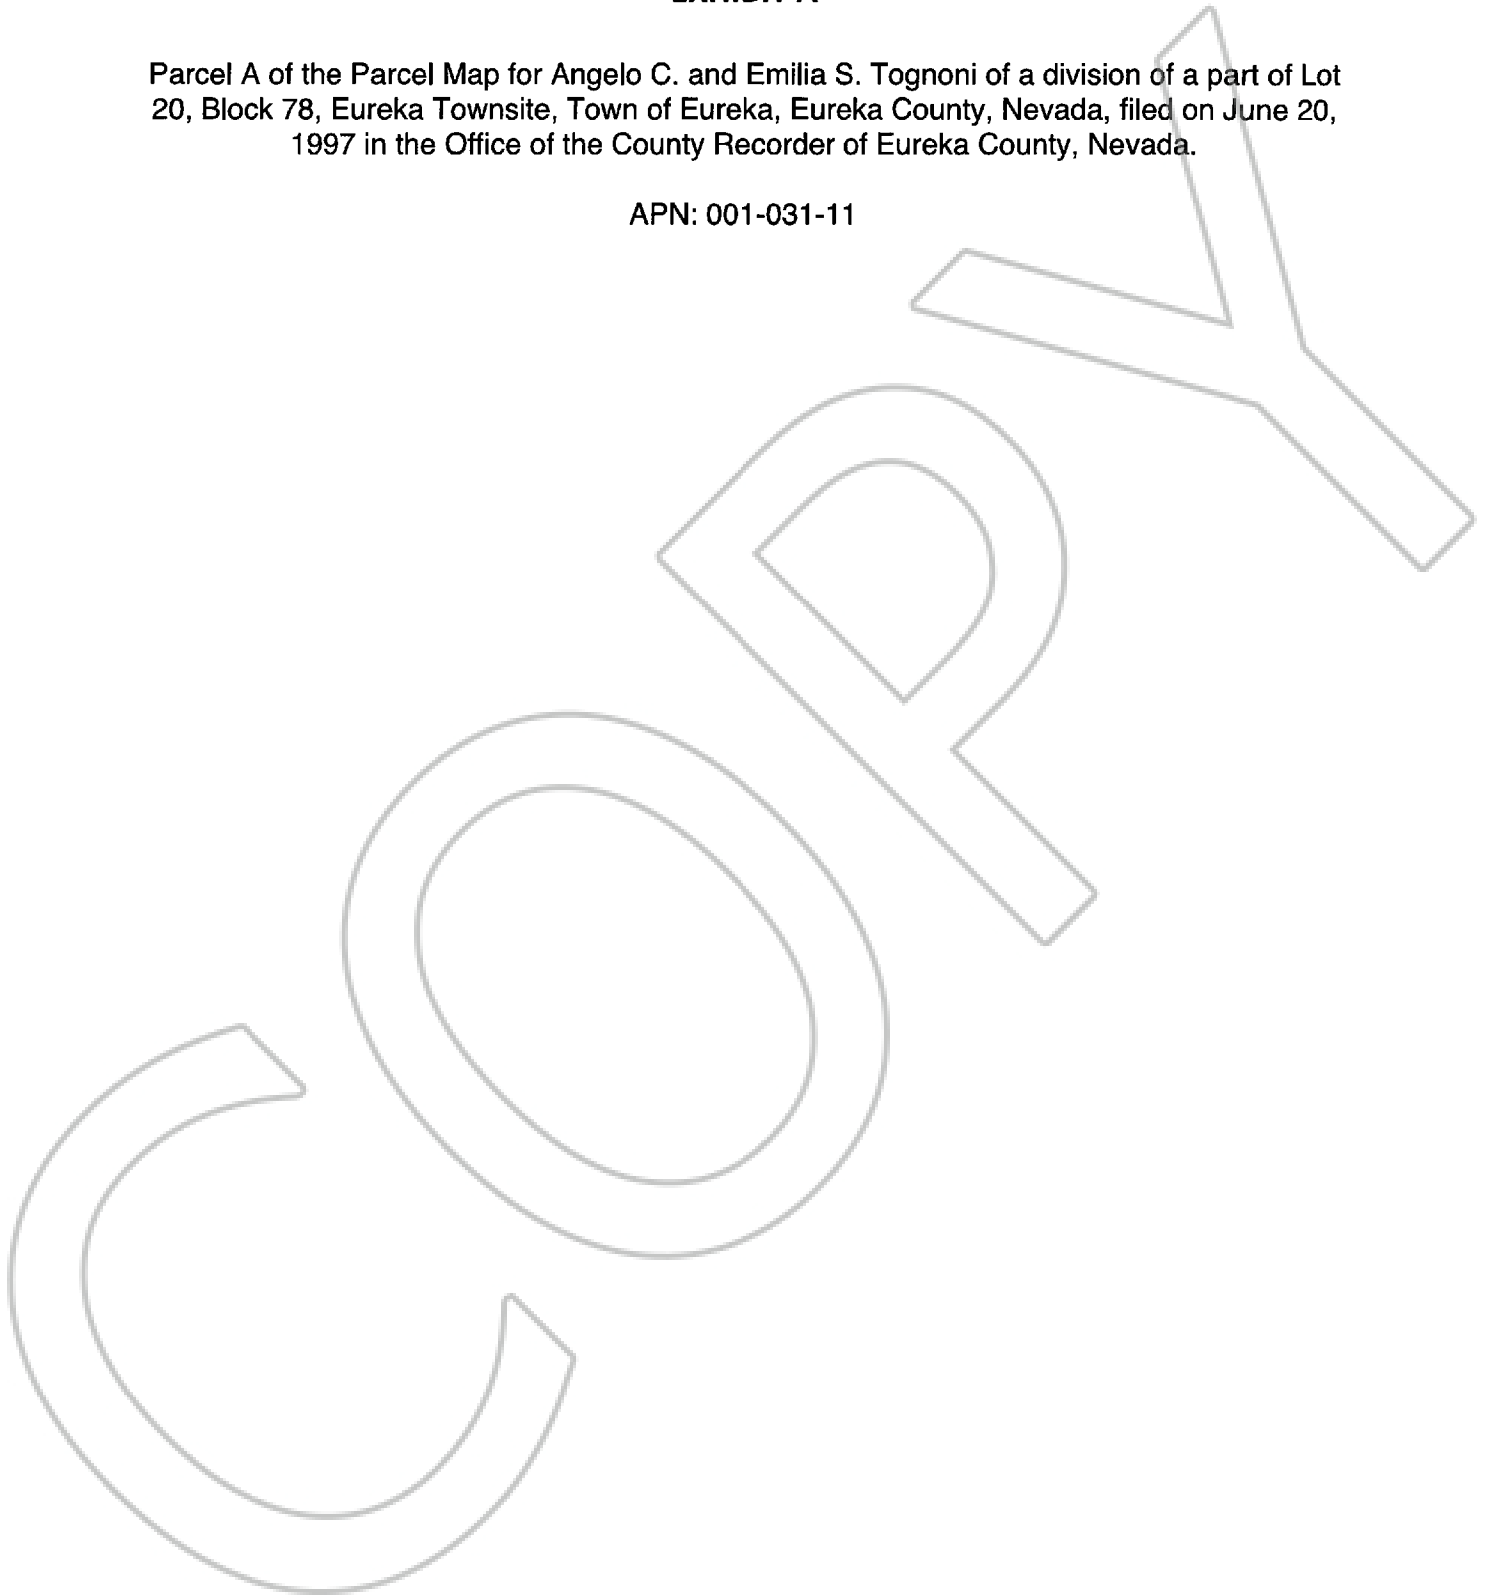 Parcel A of the Parcel Map for Angelo C. and Emilia S. Tognoni of a division of a part of Lot
20, Block 78, Eureka Townsite, Town of Eureka, Eureka County, Nevada, filed on June 20,
1997 in the Office of the County Recorder of Eureka County, Nevada.
APN: 001-031-11
COPY